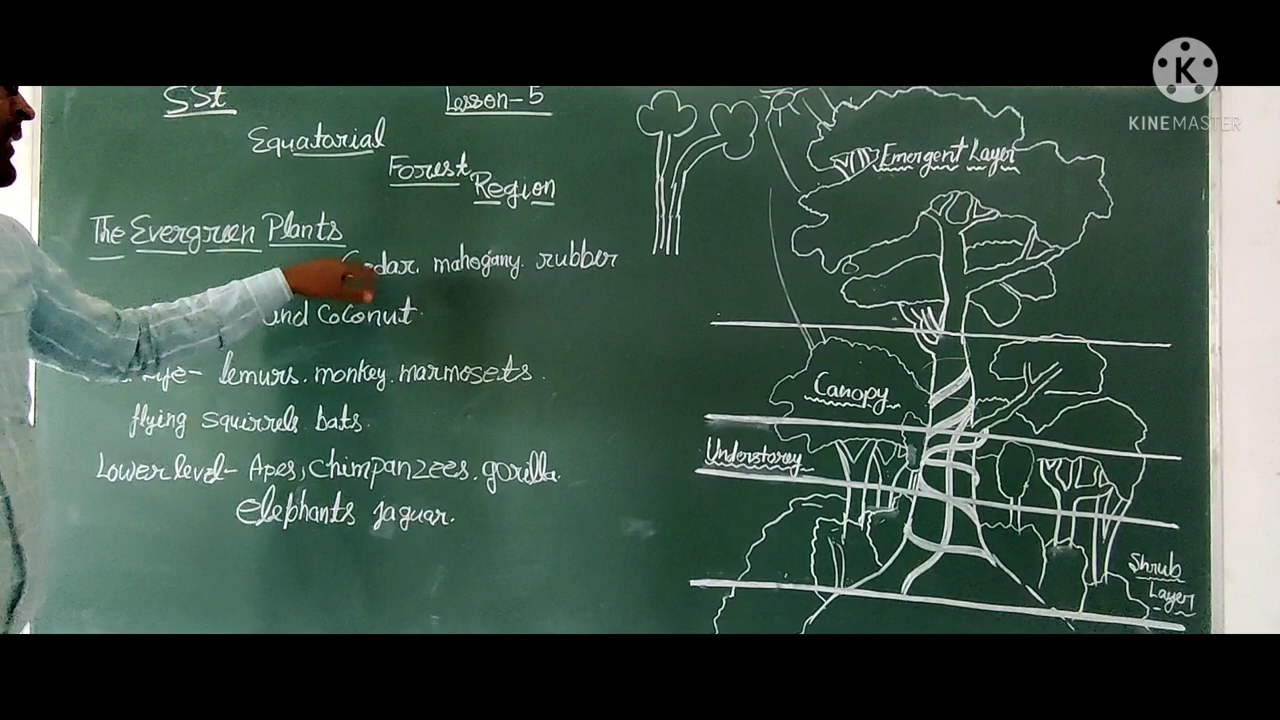 SSt
Lesson-5
Equatorial
Forest
Region
The Evergreen Plants
mahogany. rubber
and Coconut.
lemurs. monkey. marmosets.
flying squirrels bats.
Lower level- Apes, chimpanzees. gorilla.
elephants jaguar.
Emergent Layer
Canopy
Understorey
Shrub
Layer
K
KINEMASTER